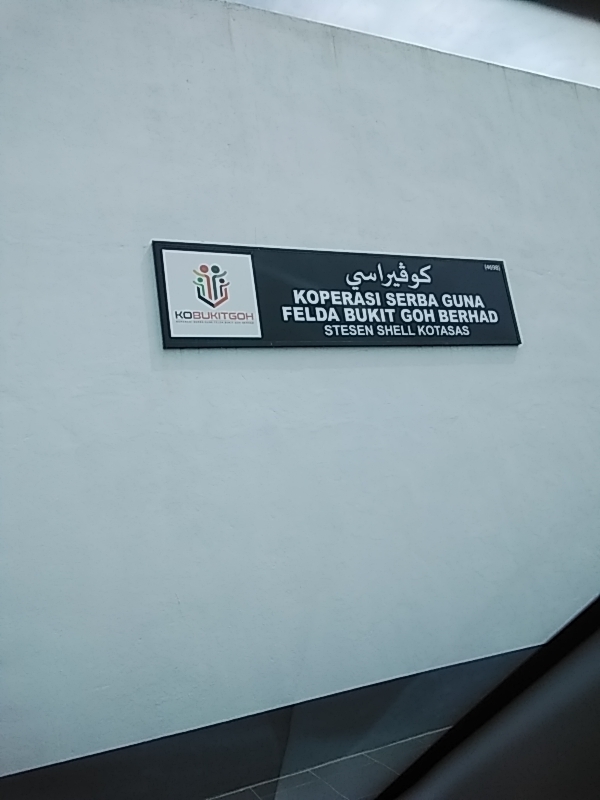 كوڤيراسي
KOPERASI SERBA GUNA
FELDA BUKIT GOH BERHAD
STESEN SHELL KOTASAS
KOBUKITGOH